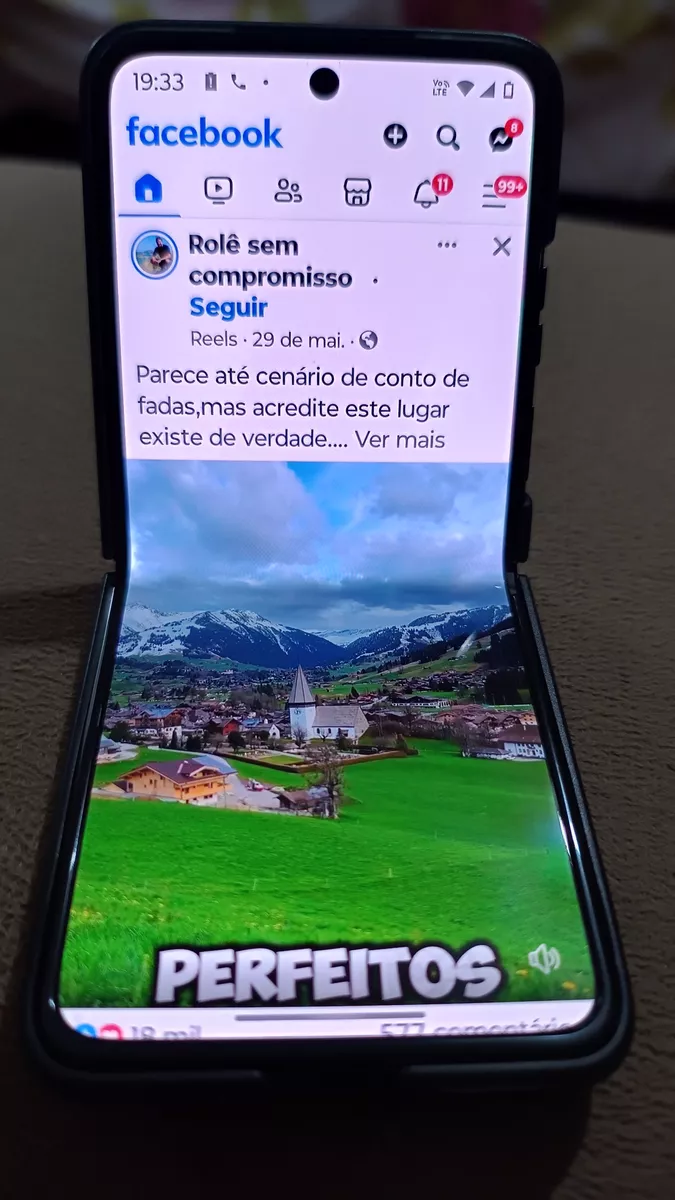 19:33
Vo)) LTE
facebook
8
11
99+
Rolê sem
compromisso ·
Seguir
Reels · 29 de mai. ·
Parece até cenário de conto de
fadas,mas acredite este lugar
existe de verdade.... Ver mais
PERFEITOS
18 mil
577 comentário